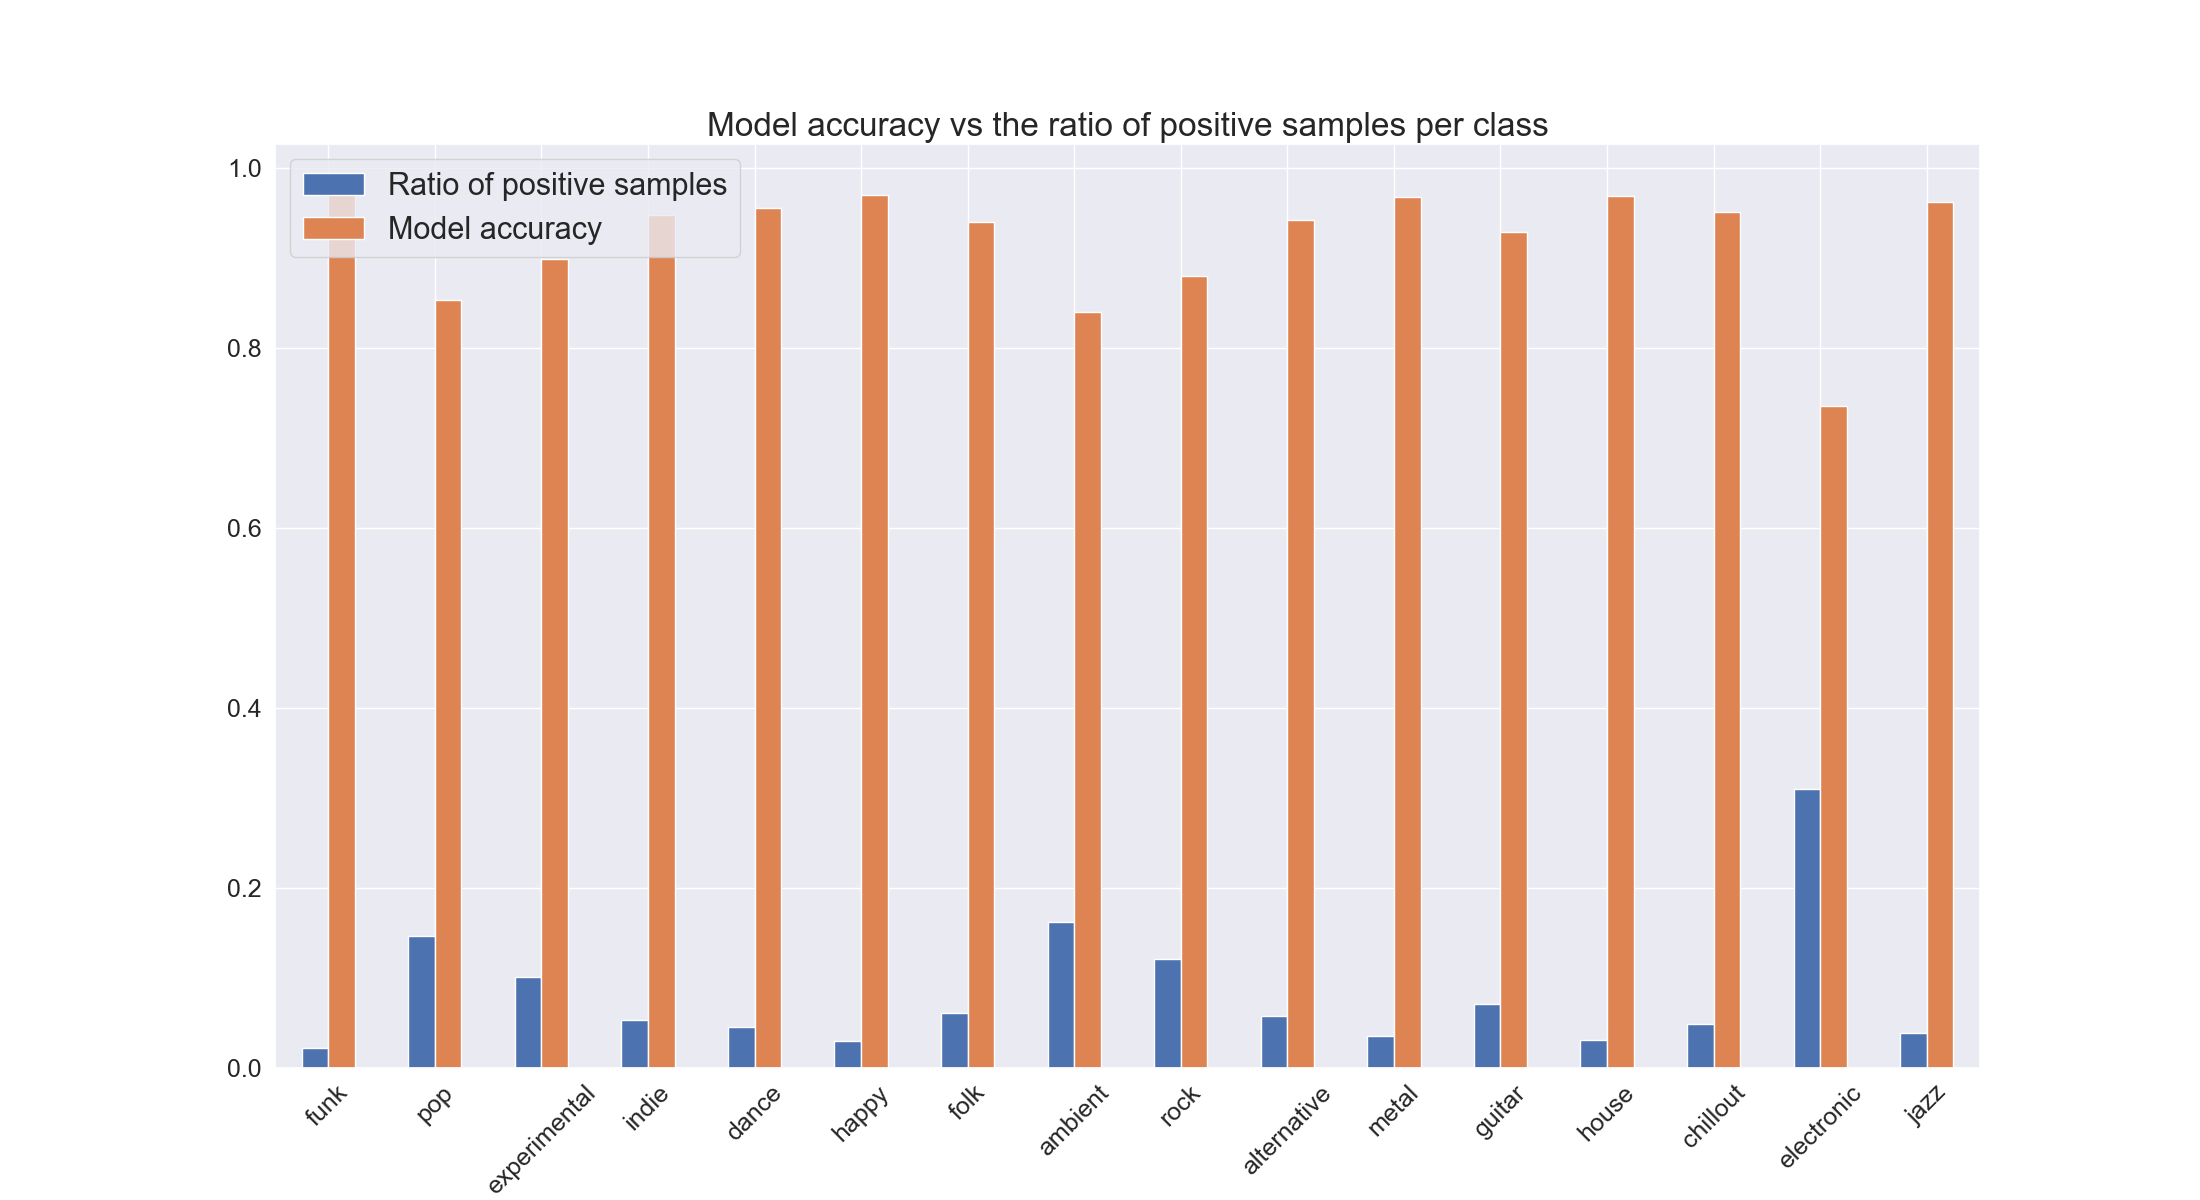 Model accuracy vs the ratio of positive samples per class
Ratio of positive samples
Model accuracy
1.0
0.8
0.6
0.4
0.2
0.0
funk
pop
experimental
indie
dance
happy
folk
ambient
rock
alternative
metal
guitar
house
chillout
electronic
jazz